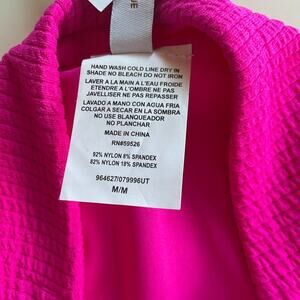 HAND WASH COLD LINE DRY IN
SHADE NO BLEACH DO NOT IRON
LAVER A LA MAIN A L'EAU FROIDE
ETENDRE A L'OMBRE NE PAS
JAVELLISER NE PAS REPASSER
LAVADO A MANO CON AGUA FRIA
COLGAR A SECAR EN LA SOMBRA
NO USE BLANQUEADOR
NO PLANCHAR
MADE IN CHINA
RN#59526
92% NYLON 8% SPANDEX
82% NYLON 18% SPANDEX
964627/079996UT
M/M